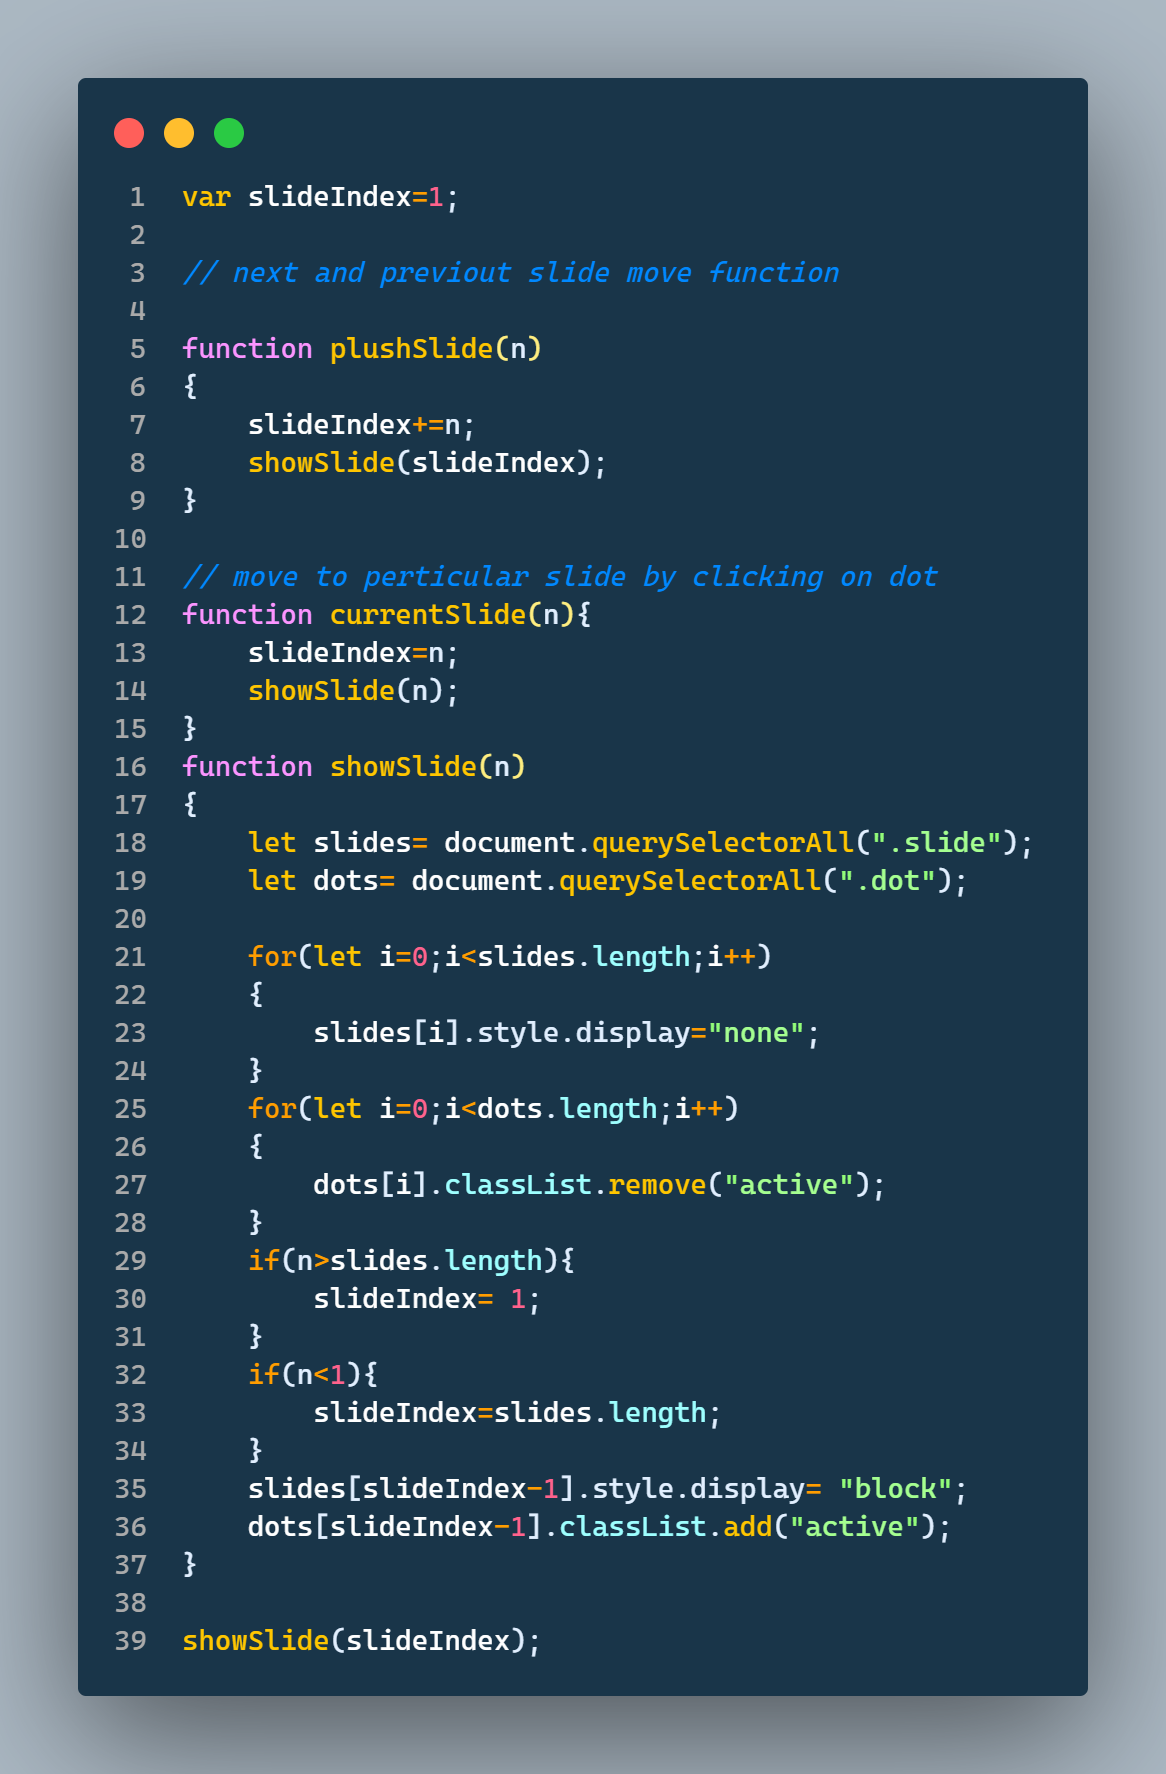 1 var slideIndex=1;
2
3 // next and previout slide move function
4
5 function plushSlide(n)
6 {
7     slideIndex+=n;
8     showSlide(slideIndex);
9 }
10
11 // move to perticular slide by clicking on dot
12 function currentSlide(n){
13     slideIndex=n;
14     showSlide(n);
15 }
16 function showSlide(n)
17 {
18     let slides= document.querySelectorAll(".slide");
19     let dots= document.querySelectorAll(".dot");
20
21     for(let i=0;i<slides.length;i++)
22     {
23         slides[i].style.display="none";
24     }
25     for(let i=0;i<dots.length;i++)
26     {
27         dots[i].classList.remove("active");
28     }
29     if(n>slides.length){
30         slideIndex= 1;
31     }
32     if(n<1){
33         slideIndex=slides.length;
34     }
35     slides[slideIndex-1].style.display= "block";
36     dots[slideIndex-1].classList.add("active");
37 }
38
39 showSlide(slideIndex);